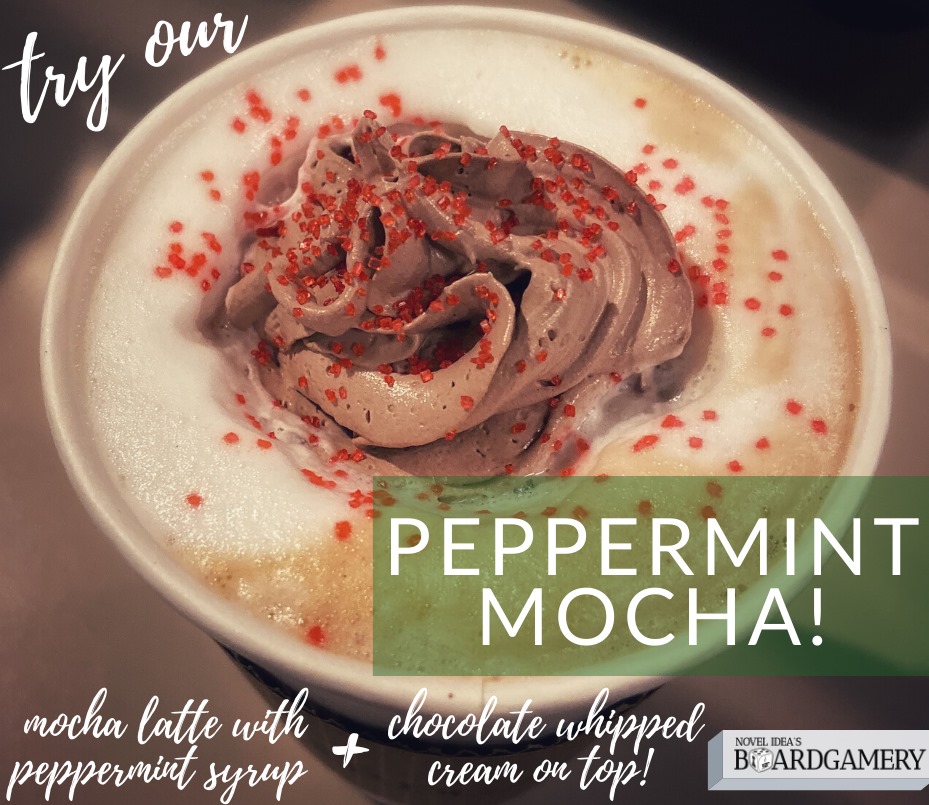 try our
PEPPERMINT
MOCHA!
mocha latte with
peppermint syrup
+
chocolate whipped
cream on top!
NOVEL IDEA'S
BOARDGAMERY